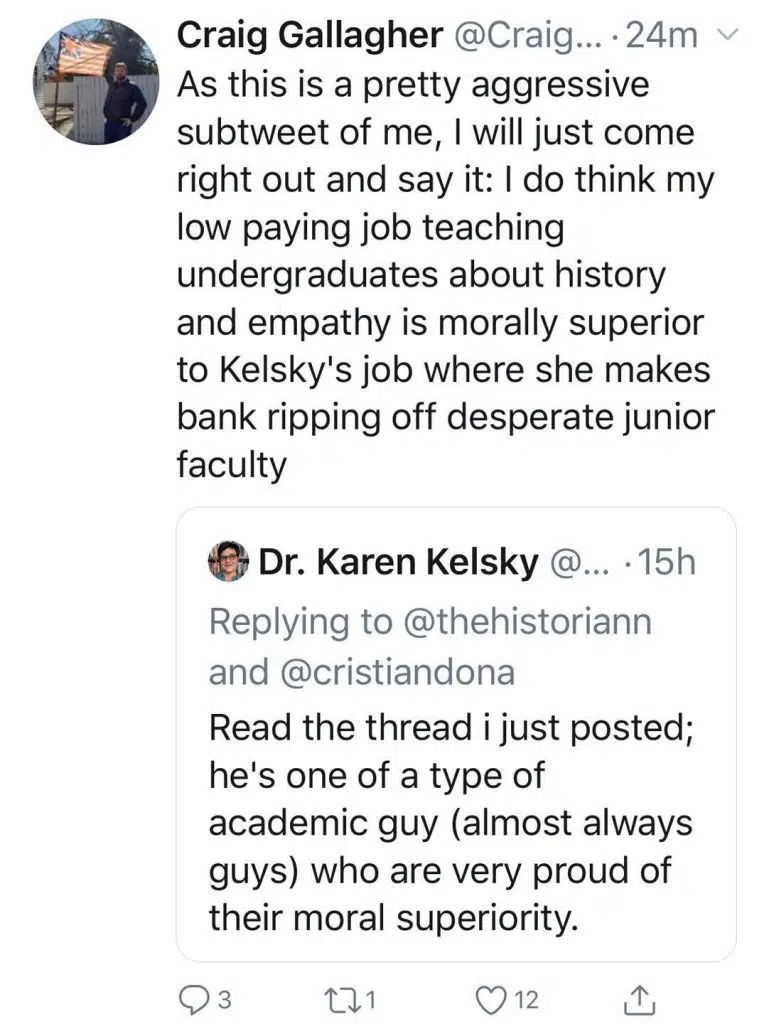 Craig Gallagher @Craig... · 24m
As this is a pretty aggressive
subtweet of me, I will just come
right out and say it: I do think my
low paying job teaching
undergraduates about history
and empathy is morally superior
to Kelsky's job where she makes
bank ripping off desperate junior
faculty
Dr. Karen Kelsky @... · 15h
Replying to @thehistoriann
and @cristiandona
Read the thread i just posted;
he's one of a type of
academic guy (almost always
guys) who are very proud of
their moral superiority.
3 1 12